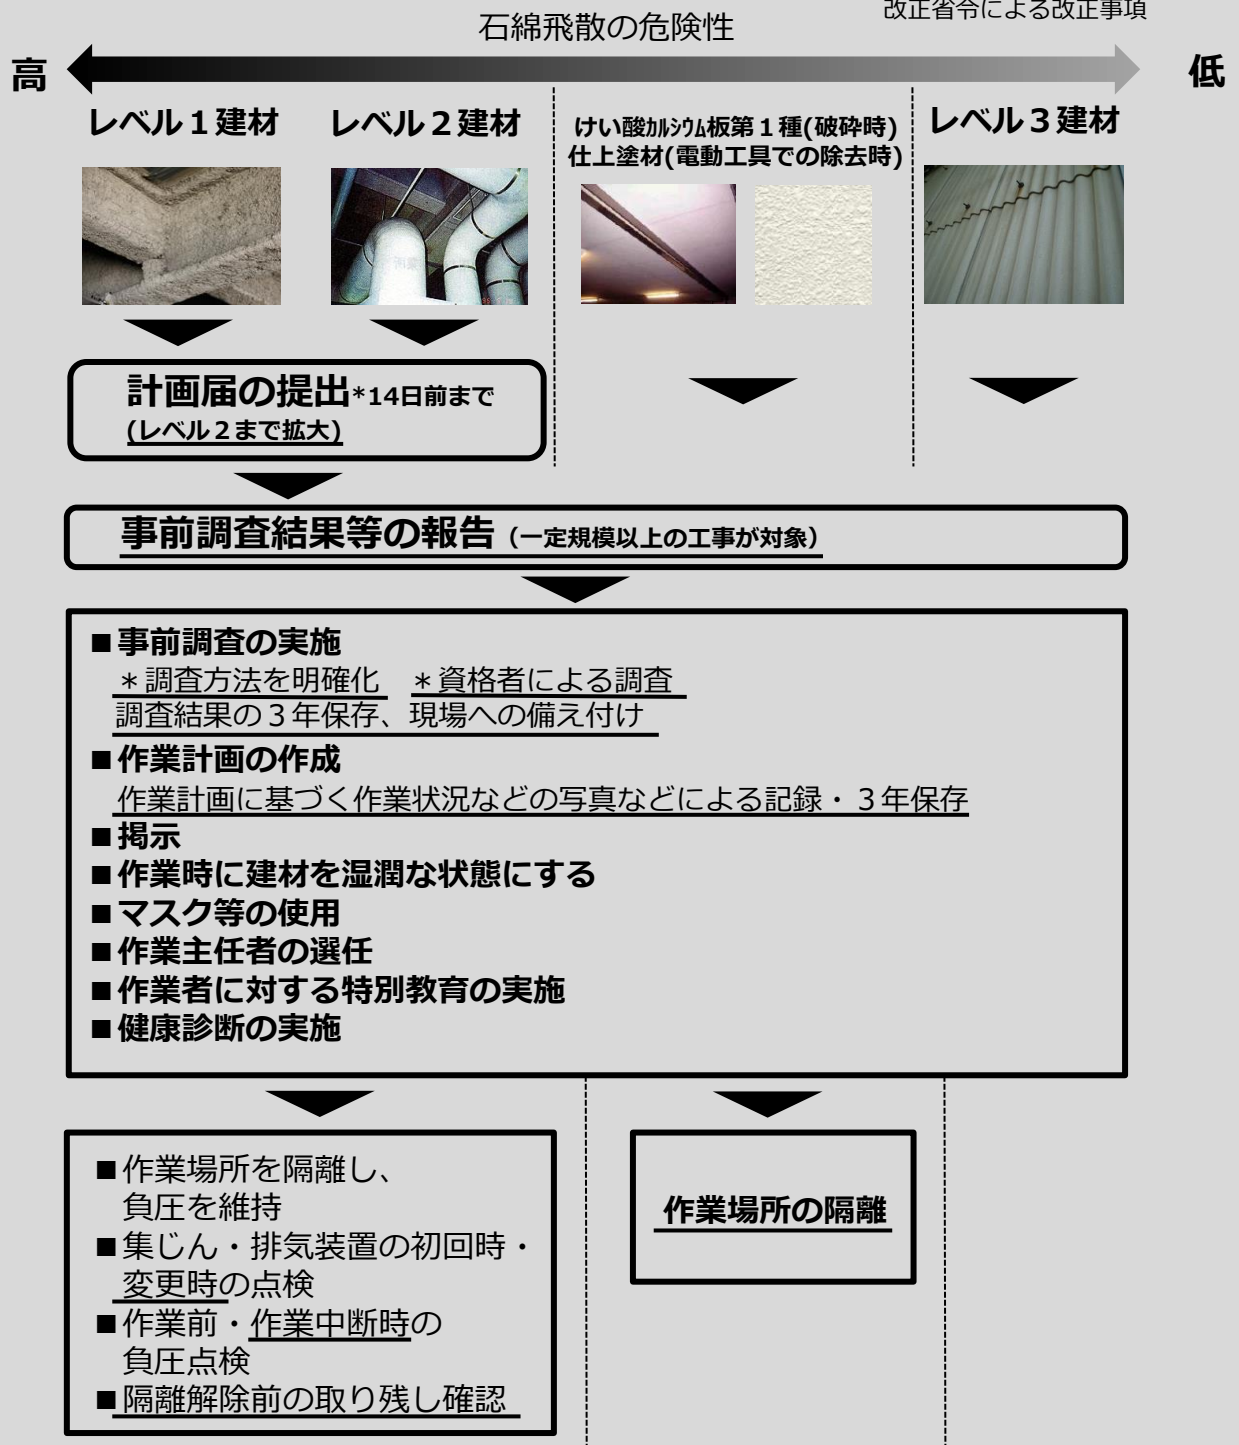 改正省令による改正事項
石綿飛散の危険性
高
低
レベル１建材
レベル２建材
けい酸ｶﾙｼｳﾑ板第１種(破砕時)
仕上塗材(電動工具での除去時)
レベル３建材
計画届の提出*14日前まで
(レベル２まで拡大)
事前調査結果等の報告（一定規模以上の工事が対象）
■事前調査の実施
＊調査方法を明確化　＊資格者による調査
調査結果の３年保存、現場への備え付け
■作業計画の作成
作業計画に基づく作業状況などの写真などによる記録・３年保存
■掲示
■作業時に建材を湿潤な状態にする
■マスク等の使用
■作業主任者の選任
■作業者に対する特別教育の実施
■健康診断の実施
■作業場所を隔離し、
負圧を維持
■集じん・排気装置の初回時・
変更時の点検
■作業前・作業中断時の
負圧点検
■隔離解除前の取り残し確認
作業場所の隔離